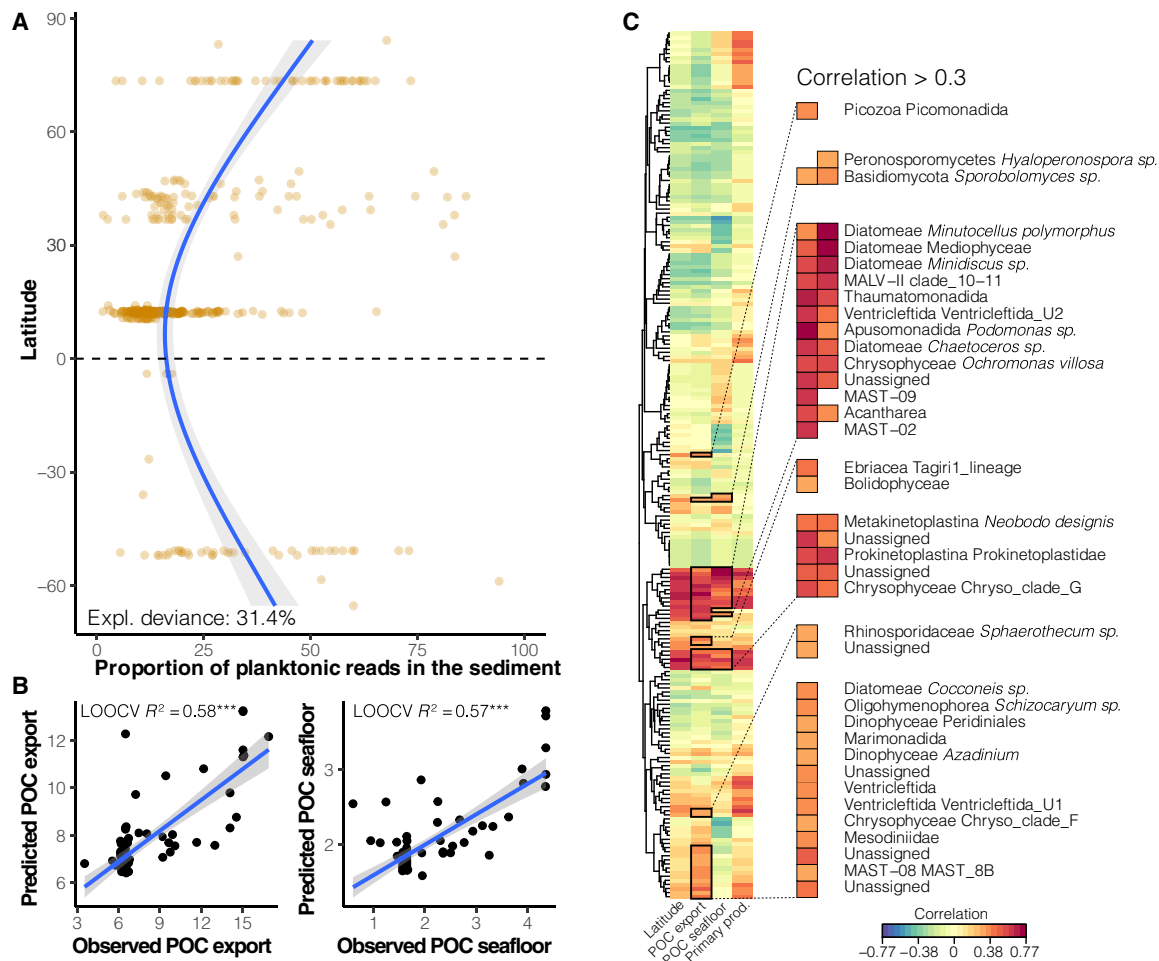 A
90
60
30
0
−30
−60
Latitude
Expl. deviance: 31.4%
0
25
50
75
100
Proportion of planktonic reads in the sediment
B
LOOCV R² = 0.58***
12
10
8
6
Predicted POC export
3
6
9
12
15
Observed POC export
LOOCV R² = 0.57***
3
2
Predicted POC seafloor
1
2
3
4
Observed POC seafloor
C
Correlation > 0.3
Picozoa Picomonadida
Peronosporomycetes Hyaloperonospora sp.
Basidiomycota Sporobolomyces sp.
Diatomeae Minutocellus polymorphus
Diatomeae Mediophyceae
Diatomeae Minidiscus sp.
MALV−II clade_10−11
Thaumatomonadida
Ventricleftida Ventricleftida_U2
Apusomonadida Podomonas sp.
Diatomeae Chaetoceros sp.
Chrysophyceae Ochromonas villosa
Unassigned
MAST−09
Acantharea
MAST−02
Ebriacea Tagiri1_lineage
Bolidophyceae
Metakinetoplastina Neobodo designis
Unassigned
Prokinetoplastina Prokinetoplastidae
Unassigned
Chrysophyceae Chryso_clade_G
Rhinosporidaceae Sphaerothecum sp.
Unassigned
Diatomeae Cocconeis sp.
Oligohymenophorea Schizocaryum sp.
Dinophyceae Peridiniales
Marimonadida
Dinophyceae Azadinium
Unassigned
Ventricleftida
Ventricleftida Ventricleftida_U1
Chrysophyceae Chryso_clade_F
Mesodiniidae
Unassigned
MAST−08 MAST_8B
Unassigned
Latitude
POC export
POC seafloor
Primary prod.
Correlation
−0.77 −0.38 0 0.38 0.77